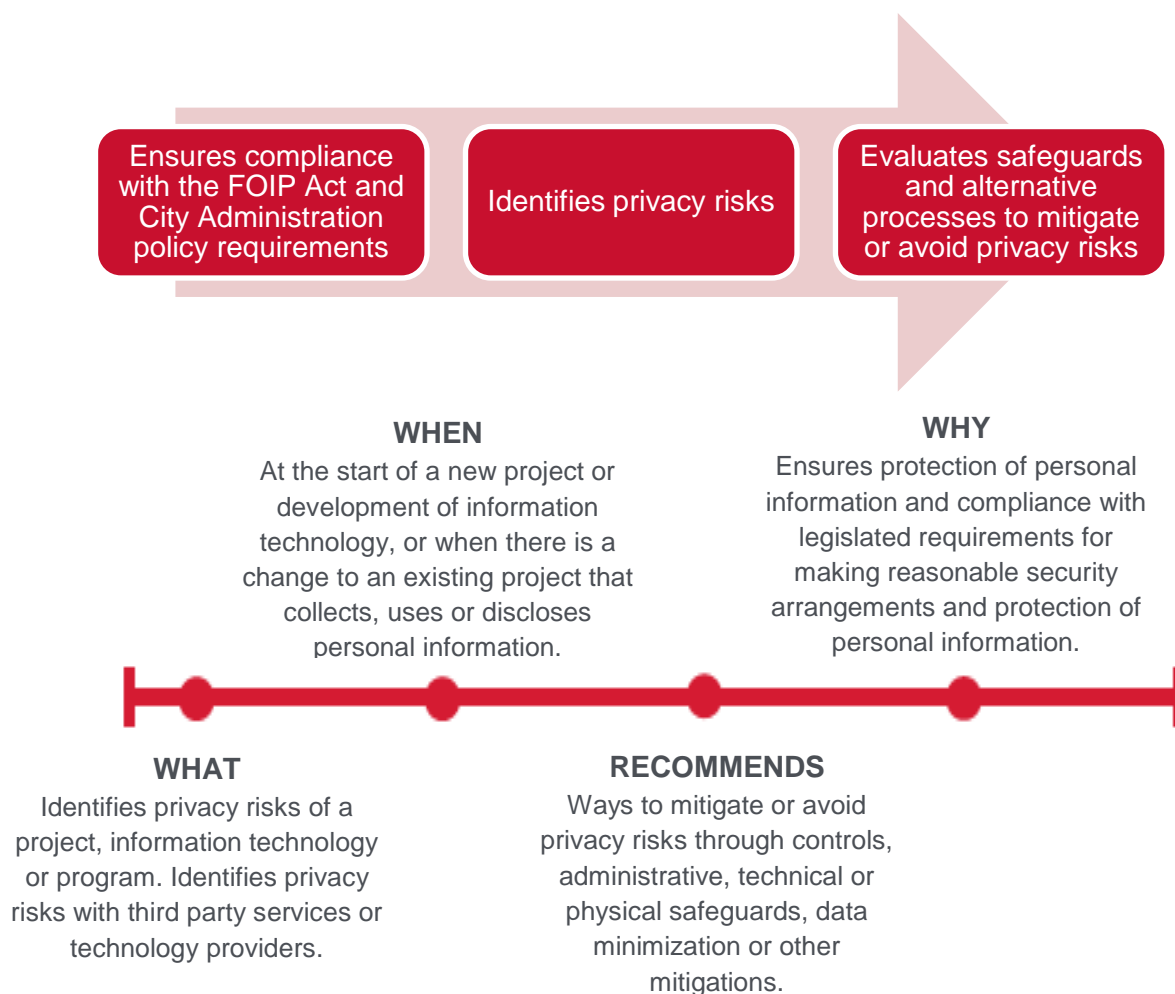 Ensures compliance
with the FOIP Act and
City Administration
policy requirements
Identifies privacy risks
Evaluates safeguards
and alternative
processes to mitigate
or avoid privacy risks
WHEN
At the start of a new project or
development of information
technology, or when there is a
change to an existing project that
collects, uses or discloses
personal information.
WHY
Ensures protection of personal
information and compliance with
legislated requirements for
making reasonable security
arrangements and protection of
personal information.
WHAT
Identifies privacy risks of a
project, information technology
or program. Identifies privacy
risks with third party services or
technology providers.
RECOMMENDS
Ways to mitigate or avoid
privacy risks through controls,
administrative, technical or
physical safeguards, data
minimization or other
mitigations.